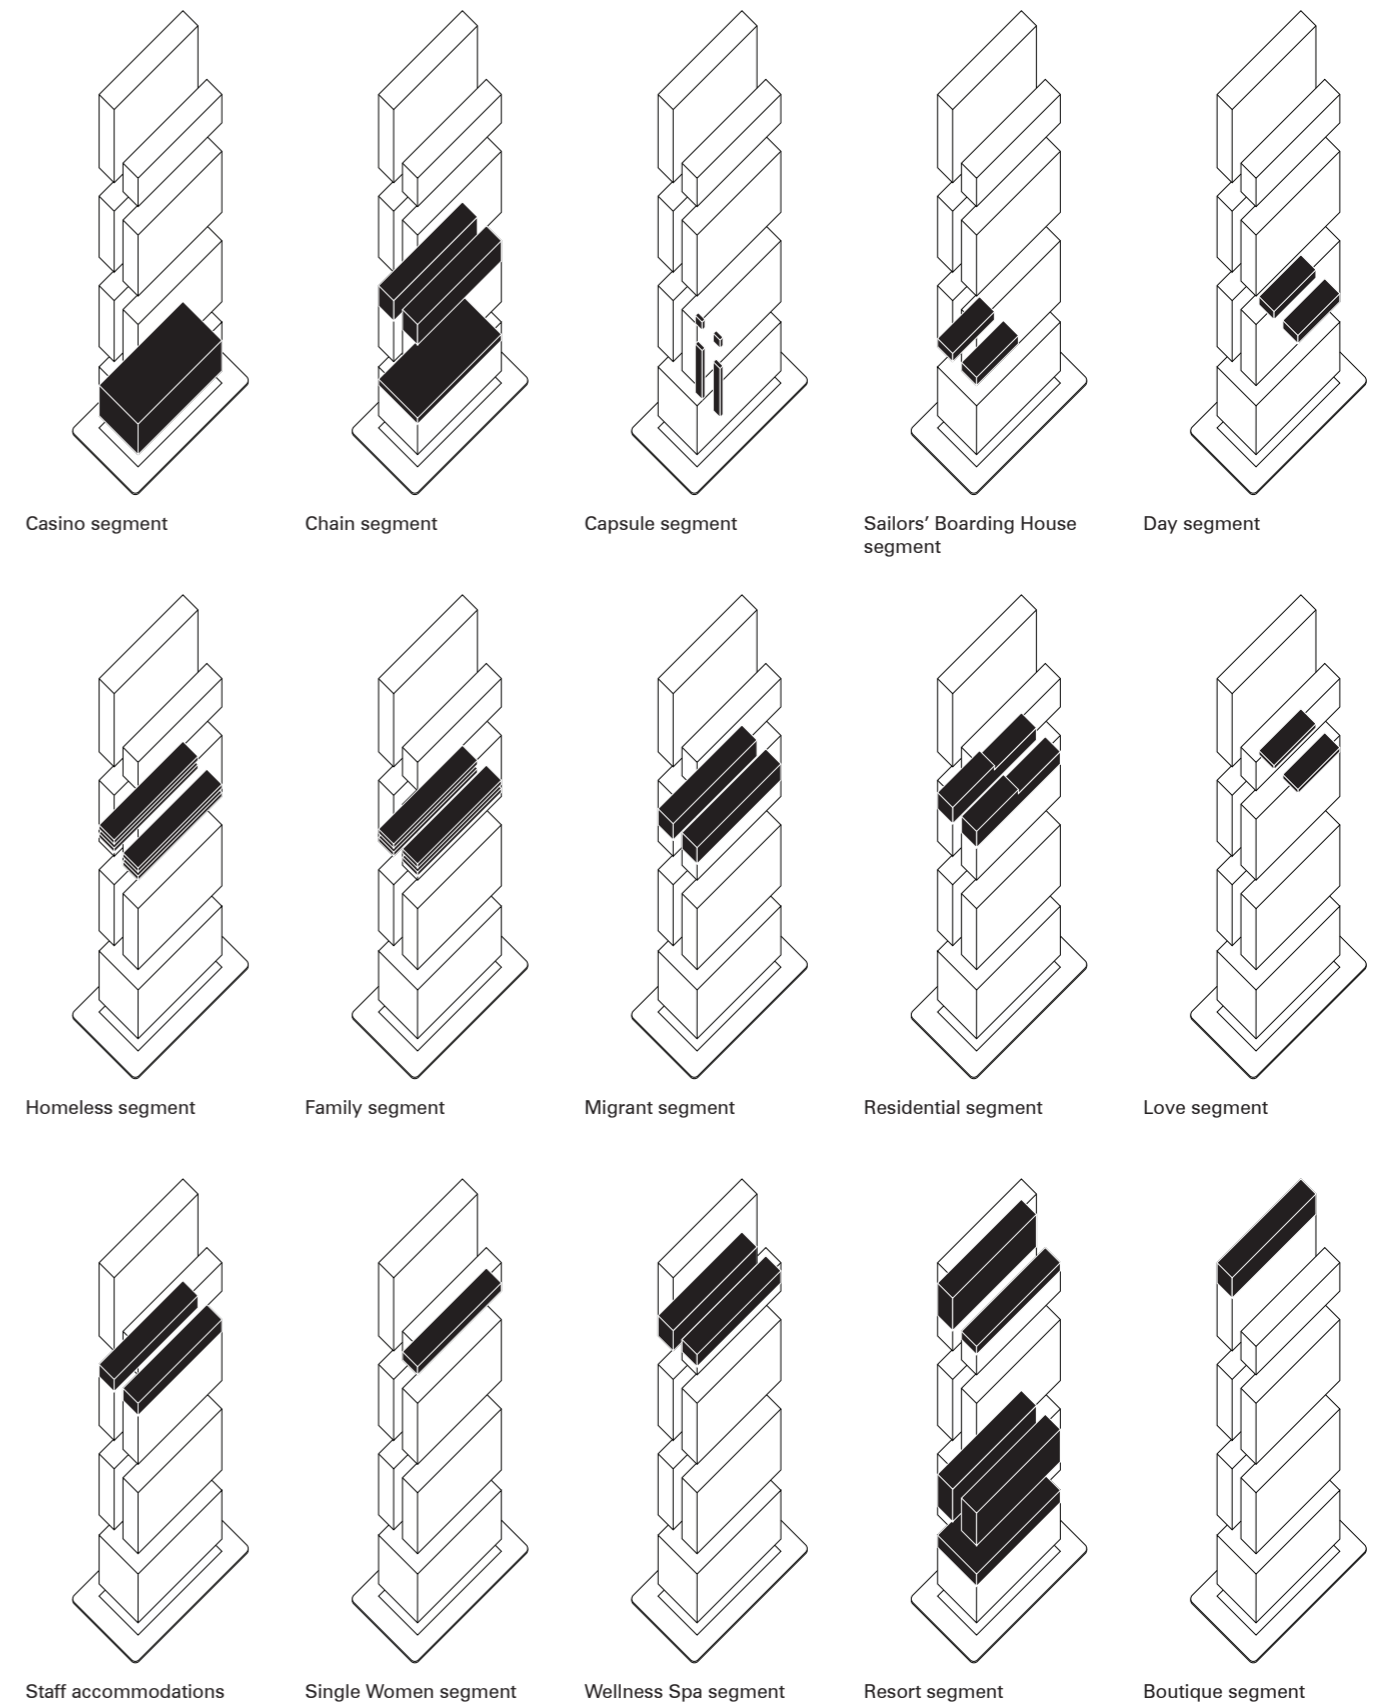 Casino segment
Chain segment
Capsule segment
Sailors’ Boarding House
segment
Day segment
Homeless segment
Family segment
Migrant segment
Residential segment
Love segment
Staff accommodations
Single Women segment
Wellness Spa segment
Resort segment
Boutique segment